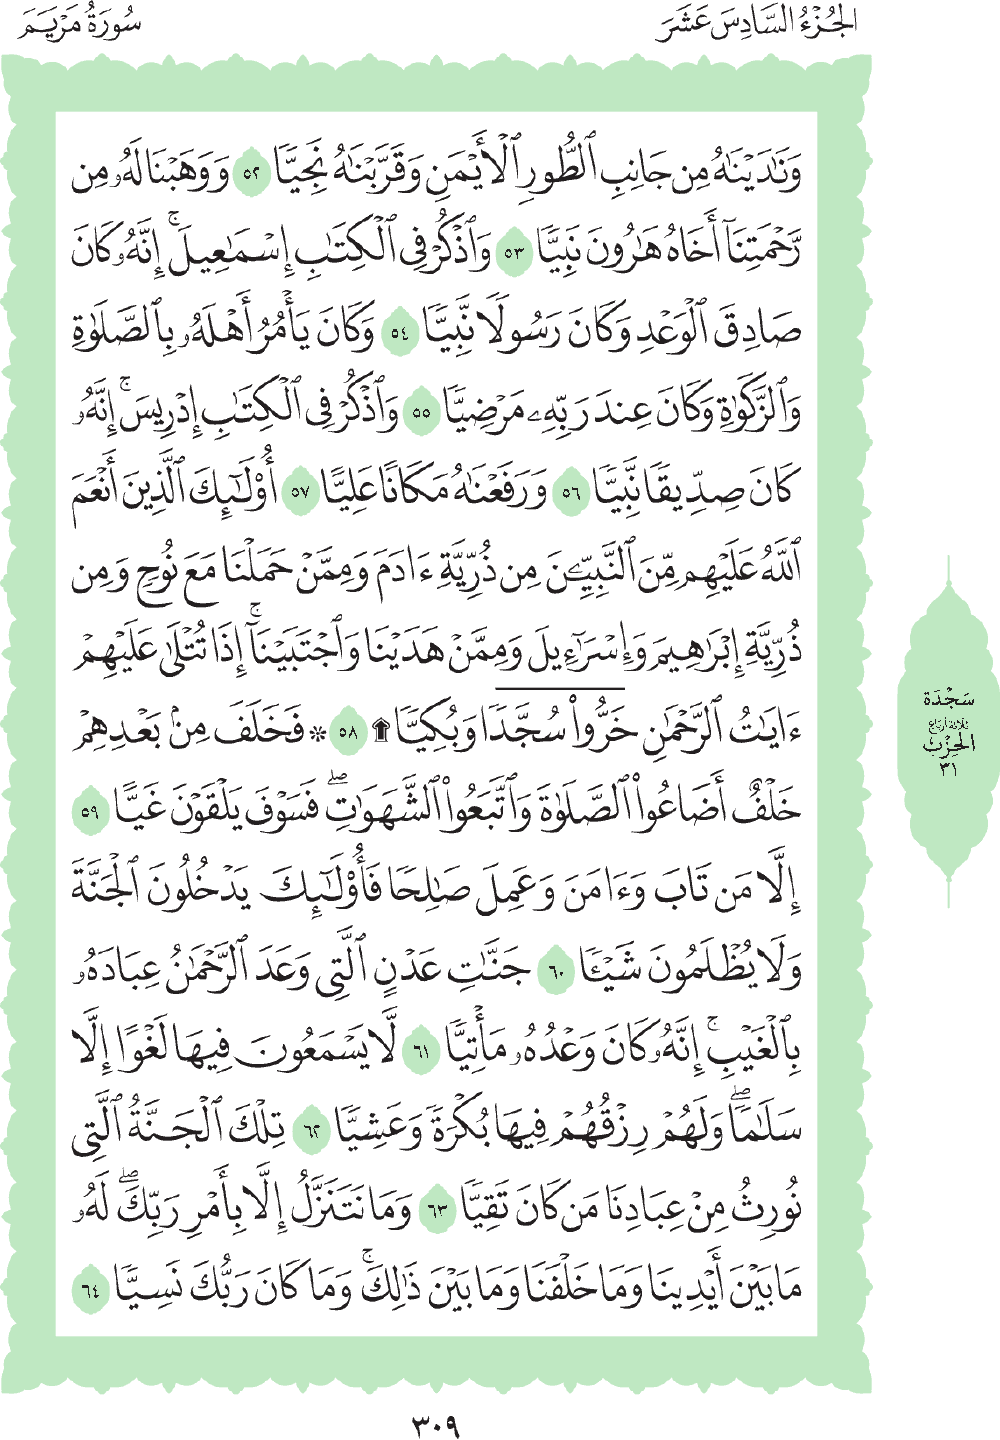 الجُزْءُ السَّادِسَ عَشَرَ
سُورَةُ مَرْيَمَ
وَنَٰدَيْنَٰهُ مِن جَانِبِ ٱلطُّورِ ٱلْأَيْمَنِ وَقَرَّبْنَٰهُ نَجِيًّا ٥٢ وَوَهَبْنَا لَهُۥ مِن
رَّحْمَتِنَآ أَخَاهُ هَٰرُونَ نَبِيًّا ٥٣ وَٱذْكُرْ فِى ٱلْكِتَٰبِ إِسْمَٰعِيلَ ۚ إِنَّهُۥ كَانَ
صَادِقَ ٱلْوَعْدِ وَكَانَ رَسُولًا نَّبِيًّا ٥٤ وَكَانَ يَأْمُرُ أَهْلَهُۥ بِٱلصَّلَوٰةِ
وَٱلزَّكَوٰةِ وَكَانَ عِندَ رَبِّهِۦ مَرْضِيًّا ٥٥ وَٱذْكُرْ فِى ٱلْكِتَٰبِ إِدْرِيسَ ۚ إِنَّهُۥ
كَانَ صِدِّيقًا نَّبِيًّا ٥٦ وَرَفَعْنَٰهُ مَكَانًا عَلِيًّا ٥٧ أُو۟لَٰٓئِكَ ٱلَّذِينَ أَنْعَمَ
ٱللَّهُ عَلَيْهِم مِّنَ ٱلنَّبِيِّـۧنَ مِن ذُرِّيَّةِ ءَادَمَ وَمِمَّنْ حَمَلْنَا مَعَ نُوحٍ وَمِن
ذُرِّيَّةِ إِبْرَٰهِيمَ وَإِسْرَٰٓءِيلَ وَمِمَّنْ هَدَيْنَا وَٱجْتَبَيْنَآ ۚ إِذَا تُتْلَىٰ عَلَيْهِمْ
ءَايَٰتُ ٱلرَّحْمَٰنِ خَرُّوا۟ سُجَّدًا وَبُكِيًّا ۩ ٥٨ ۞ فَخَلَفَ مِنۢ بَعْدِهِمْ
خَلْفٌ أَضَاعُوا۟ ٱلصَّلَوٰةَ وَٱتَّبَعُوا۟ ٱلشَّهَوَٰتِ ۖ فَسَوْفَ يَلْقَوْنَ غَيًّا ٥٩
إِلَّا مَن تَابَ وَءَامَنَ وَعَمِلَ صَٰلِحًا فَأُو۟لَٰٓئِكَ يَدْخُلُونَ ٱلْجَنَّةَ
وَلَا يُظْلَمُونَ شَيْـًٔا ٦٠ جَنَّٰتِ عَدْنٍ ٱلَّتِى وَعَدَ ٱلرَّحْمَٰنُ عِبَادَهُۥ
بِٱلْغَيْبِ ۚ إِنَّهُۥ كَانَ وَعْدُهُۥ مَأْتِيًّا ٦١ لَّا يَسْمَعُونَ فِيهَا لَغْوًا إِلَّا
سَلَٰمًا ۖ وَلَهُمْ رِزْقُهُمْ فِيهَا بُكْرَةً وَعَشِيًّا ٦٢ تِلْكَ ٱلْجَنَّةُ ٱلَّتِى
نُورِثُ مِنْ عِبَادِنَا مَن كَانَ تَقِيًّا ٦٣ وَمَا نَتَنَزَّلُ إِلَّا بِأَمْرِ رَبِّكَ ۖ لَهُۥ
مَا بَيْنَ أَيْدِينَا وَمَا خَلْفَنَا وَمَا بَيْنَ ذَٰلِكَ ۚ وَمَا كَانَ رَبُّكَ نَسِيًّا ٦٤
سَجْدَة
ثلاثة أرباع
الحِزْب
٣١
٣٠٩